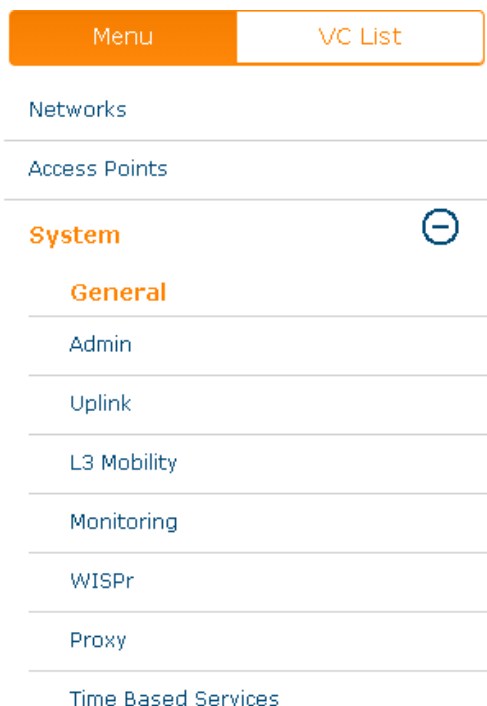 Menu VC List
Networks
Access Points
System
General
Admin
Uplink
L3 Mobility
Monitoring
WISPr
Proxy
Time Based Services